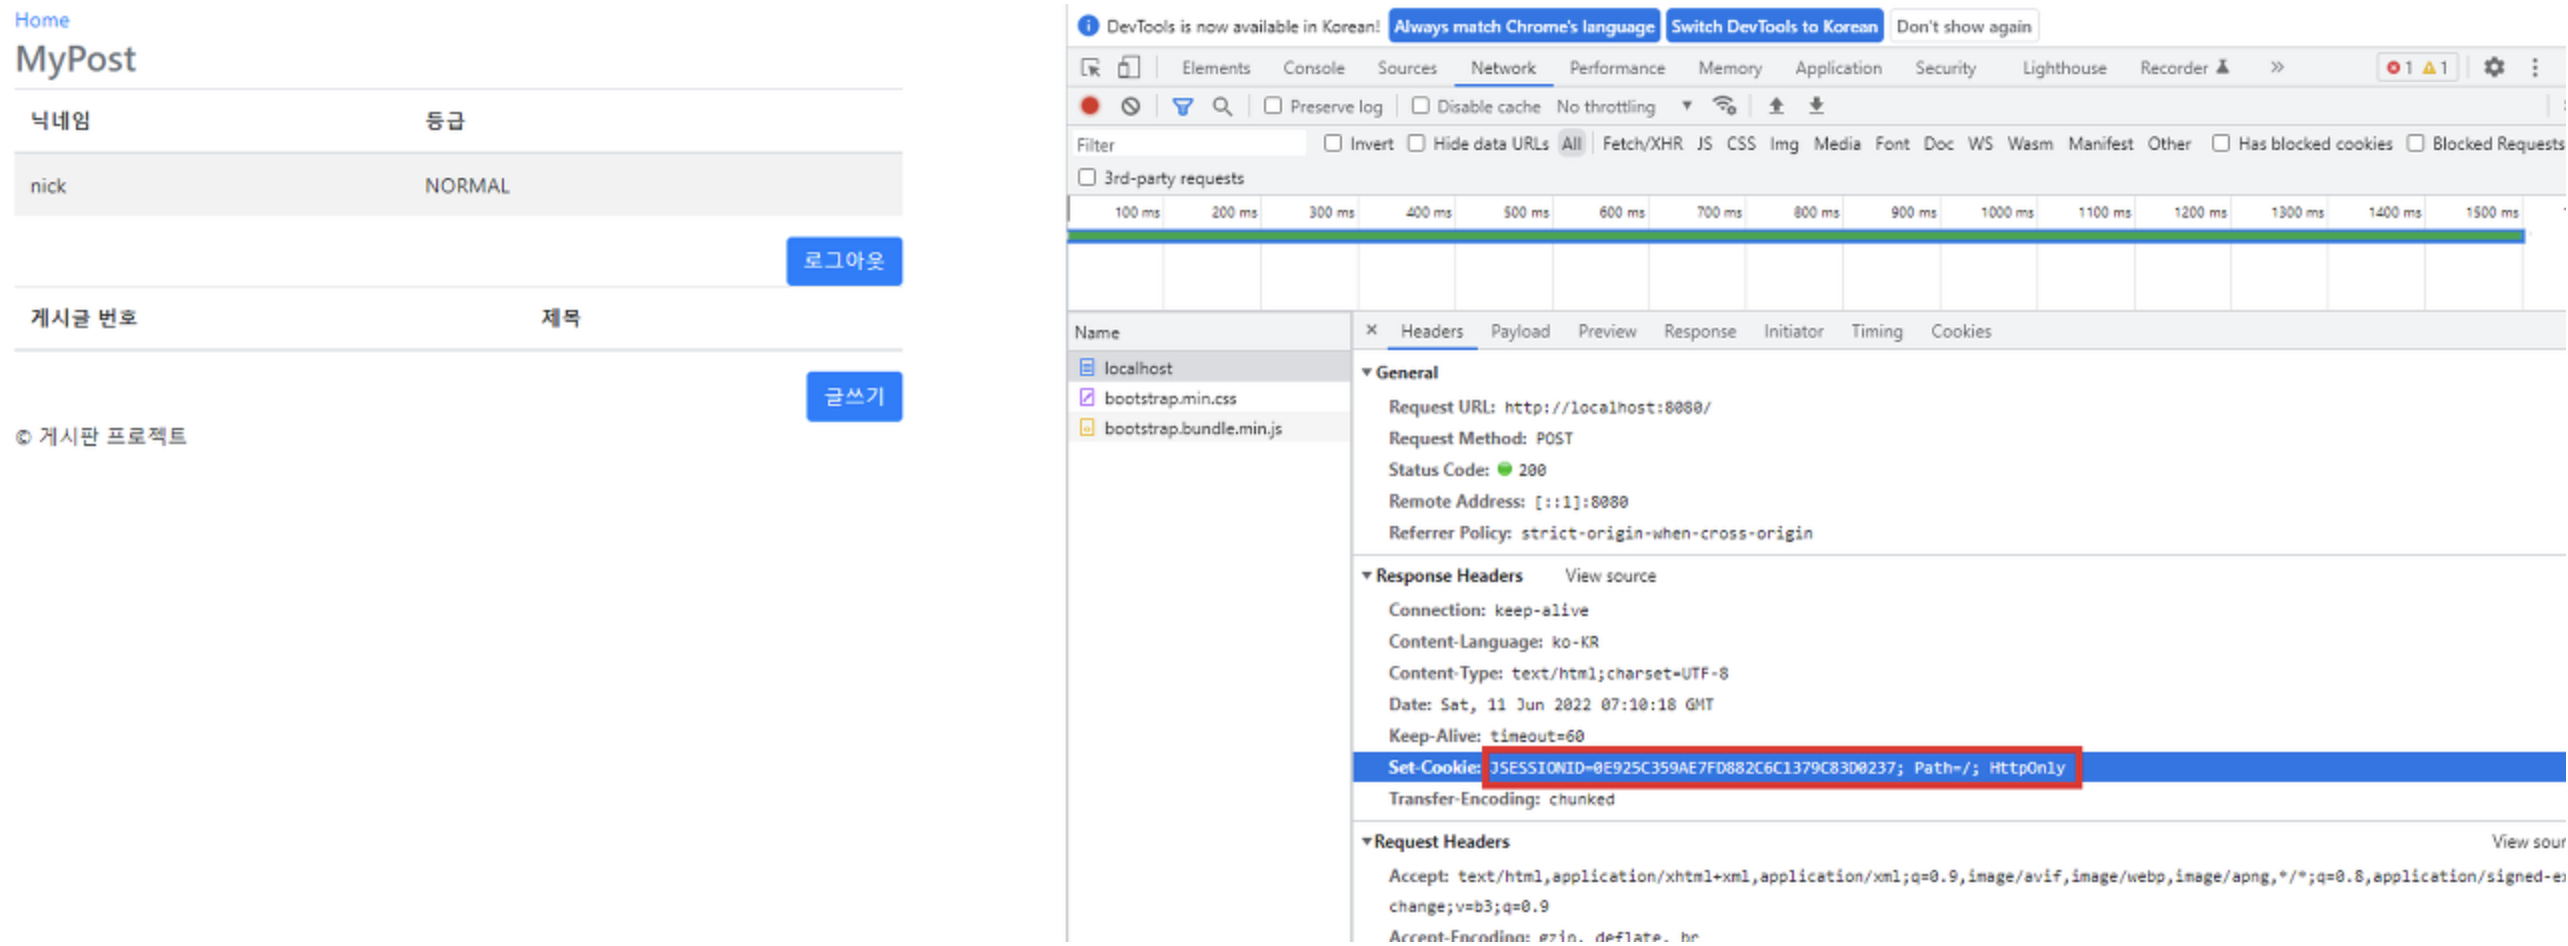 Home
MyPost
닉네임 등급
nick NORMAL
로그아웃
게시글 번호 제목
글쓰기
© 게시판 프로젝트
DevTools is now available in Korean! Always match Chrome's language Switch DevTools to Korean Don't show again
Elements Console Sources Network Performance Memory Application Security Lighthouse Recorder » 1 1
Preserve log Disable cache No throttling
Filter Invert Hide data URLs All Fetch/XHR JS CSS Img Media Font Doc WS Wasm Manifest Other Has blocked cookies Blocked Requests
3rd-party requests
100 ms 200 ms 300 ms 400 ms 500 ms 600 ms 700 ms 800 ms 900 ms 1000 ms 1100 ms 1200 ms 1300 ms 1400 ms 1500 ms
Name
localhost
bootstrap.min.css
bootstrap.bundle.min.js
× Headers Payload Preview Response Initiator Timing Cookies
General
Request URL: http://localhost:8080/
Request Method: POST
Status Code: 200
Remote Address: [::1]:8080
Referrer Policy: strict-origin-when-cross-origin
Response Headers View source
Connection: keep-alive
Content-Language: ko-KR
Content-Type: text/html;charset=UTF-8
Date: Sat, 11 Jun 2022 07:10:18 GMT
Keep-Alive: timeout=60
Set-Cookie: JSESSIONID=0E925C359AE7FD882C6C1379C83D0237; Path=/; HttpOnly
Transfer-Encoding: chunked
Request Headers View sour
Accept: text/html,application/xhtml+xml,application/xml;q=0.9,image/avif,image/webp,image/apng,*/*;q=0.8,application/signed-ex
change;v=b3;q=0.9
Accept-Encoding: gzip, deflate, br